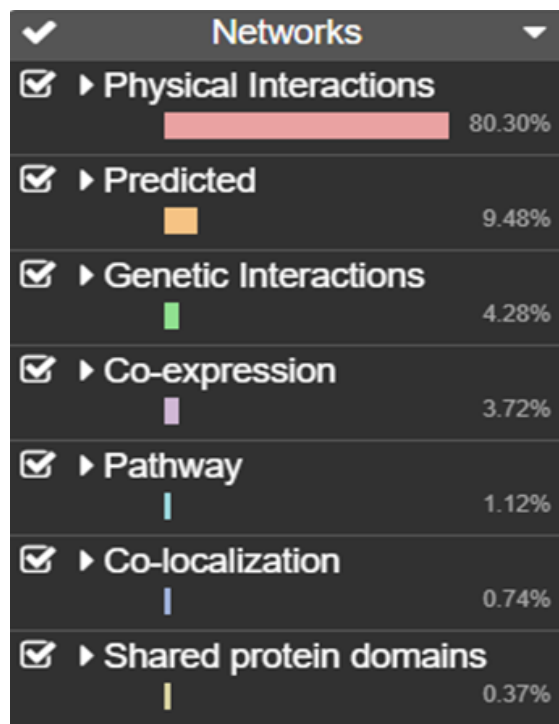 Networks
Physical Interactions
80.30%
Predicted
9.48%
Genetic Interactions
4.28%
Co-expression
3.72%
Pathway
1.12%
Co-localization
0.74%
Shared protein domains
0.37%